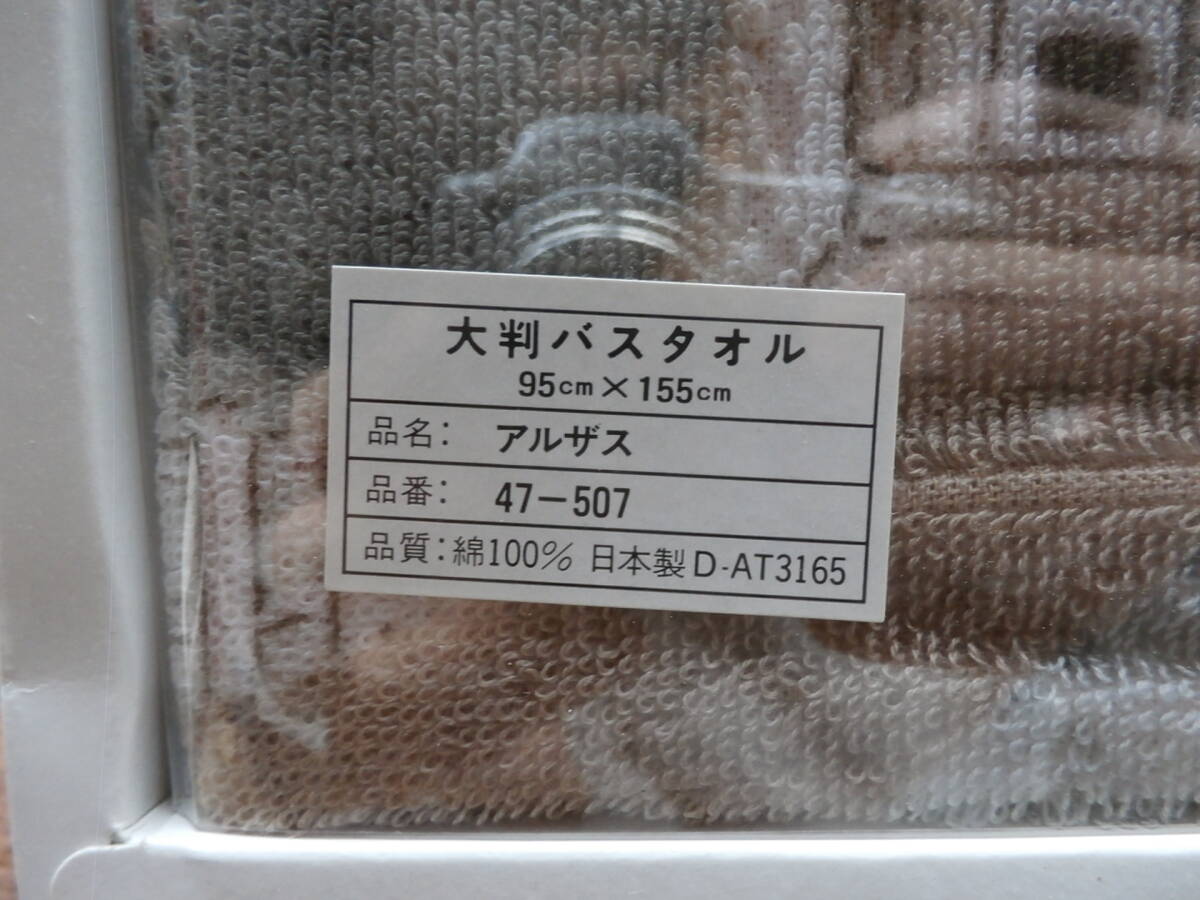 大判バスタオル
95cm×155cm
品名：アルザス
品番：47-507
品質：綿100% 日本製 D-AT3165